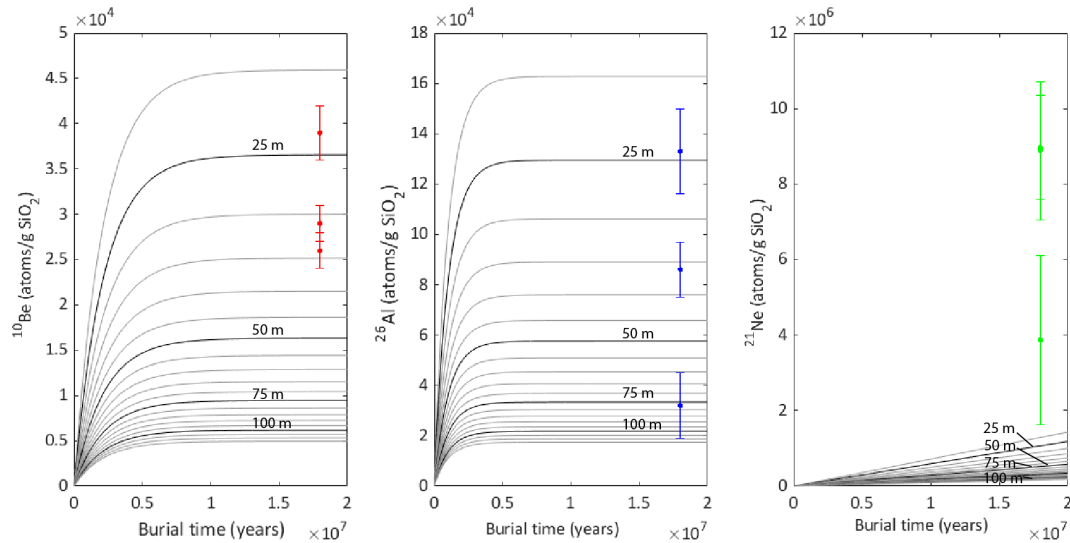 ×10⁴
5
4.5
4
3.5
3
2.5
2
1.5
1
0.5
0
25 m
50 m
75 m
100 m
¹⁰Be (atoms/g SiO₂)
0
0.5
1
1.5
2
Burial time (years)
×10⁷
×10⁴
18
16
14
12
10
8
6
4
2
0
25 m
50 m
75 m
100 m
²⁶Al (atoms/g SiO₂)
0
0.5
1
1.5
2
Burial time (years)
×10⁷
×10⁶
12
10
8
6
4
2
0
25 m
50 m
75 m
100 m
²¹Ne (atoms/g SiO₂)
0
0.5
1
1.5
2
Burial time (years)
×10⁷